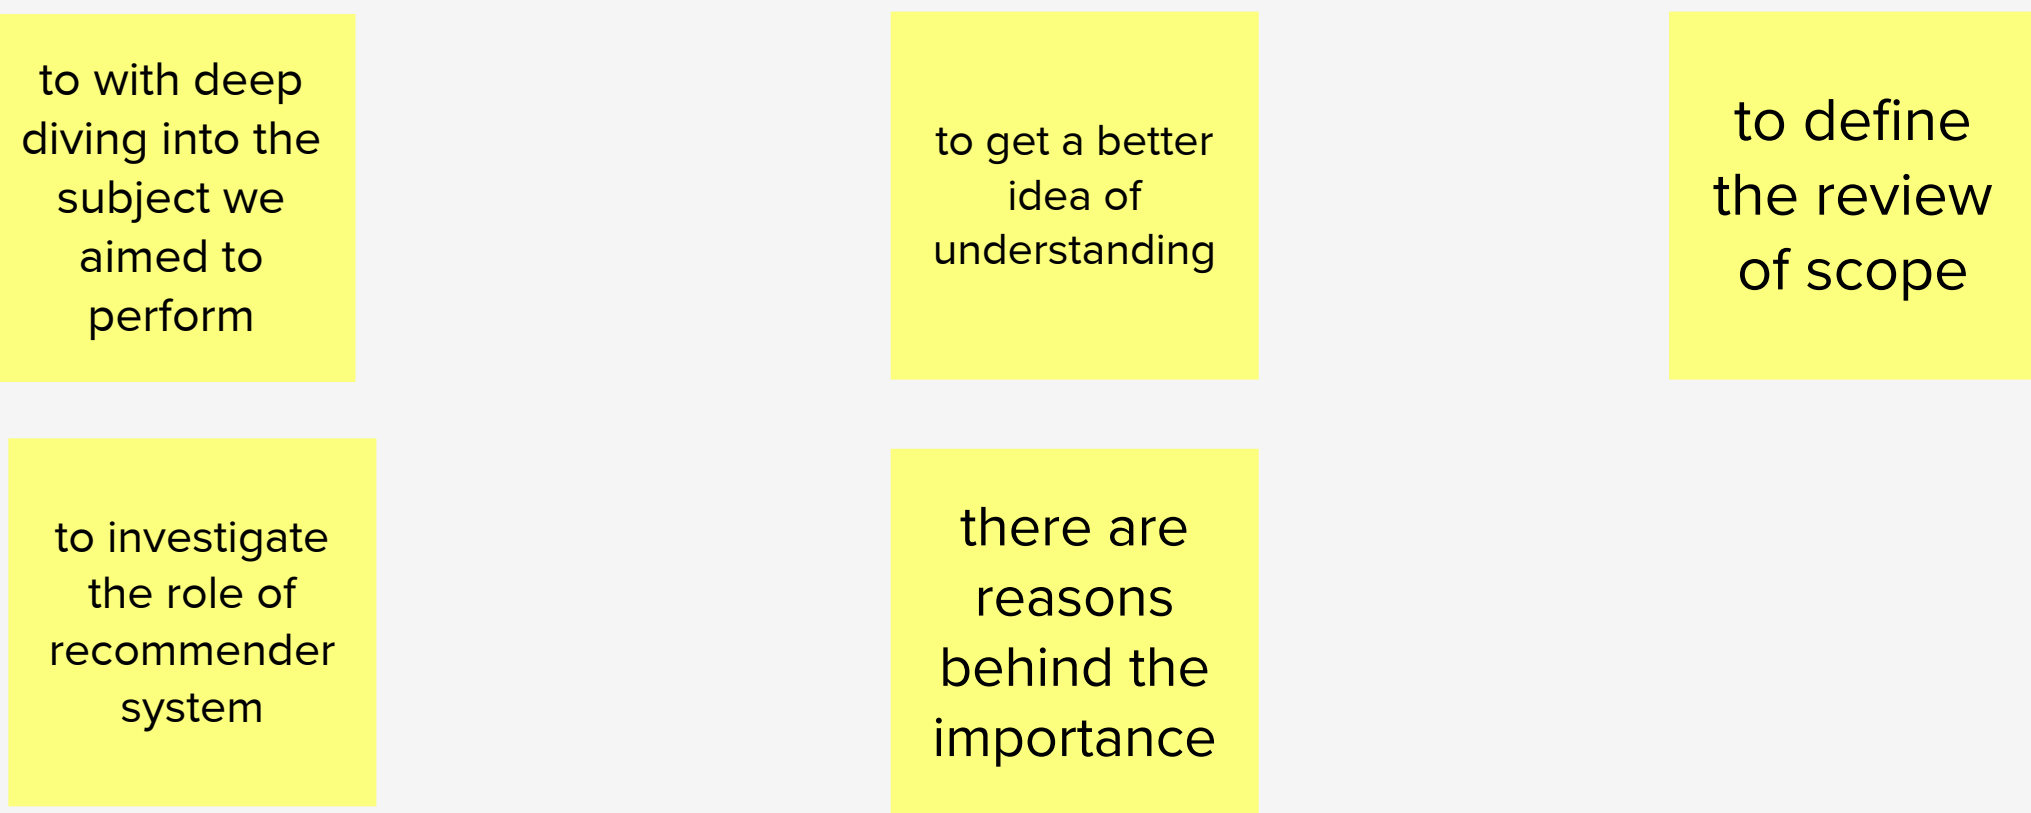 to with deep
diving into the
subject we
aimed to
perform
to get a better
idea of
understanding
to define
the review
of scope
to investigate
the role of
recommender
system
there are
reasons
behind the
importance